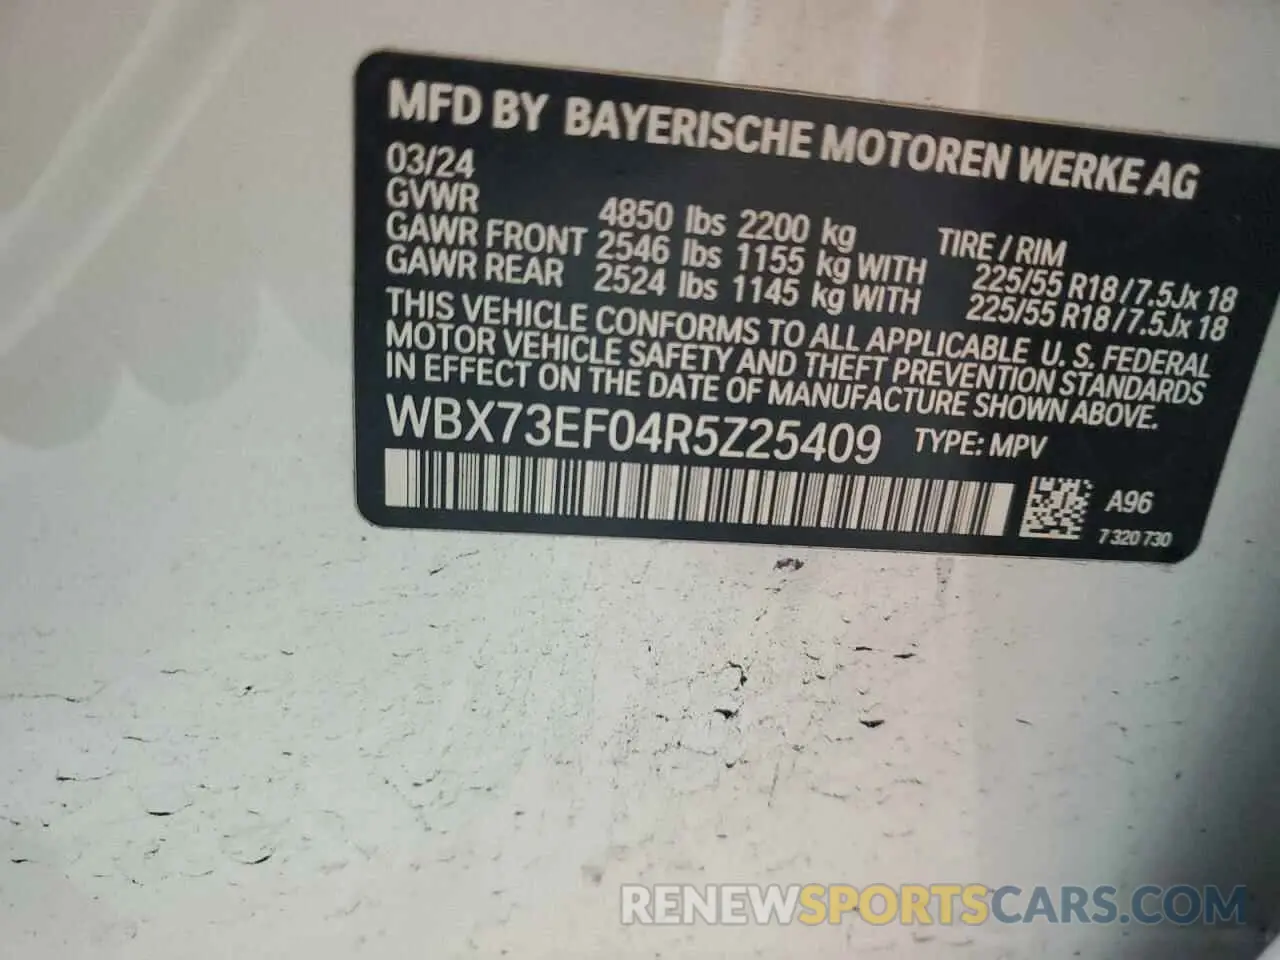 MFD BY BAYERISCHE MOTOREN WERKE AG
03/24
GVWR 4850 lbs 2200 kg TIRE / RIM
GAWR FRONT 2546 lbs 1155 kg WITH 225/55 R18 / 7.5Jx 18
GAWR REAR 2524 lbs 1145 kg WITH 225/55 R18 / 7.5Jx 18
THIS VEHICLE CONFORMS TO ALL APPLICABLE U. S. FEDERAL
MOTOR VEHICLE SAFETY AND THEFT PREVENTION STANDARDS
IN EFFECT ON THE DATE OF MANUFACTURE SHOWN ABOVE.
WBX73EF04R5Z25409 TYPE: MPV
A96
7 320 730
RENEWSPORTSCARS.COM